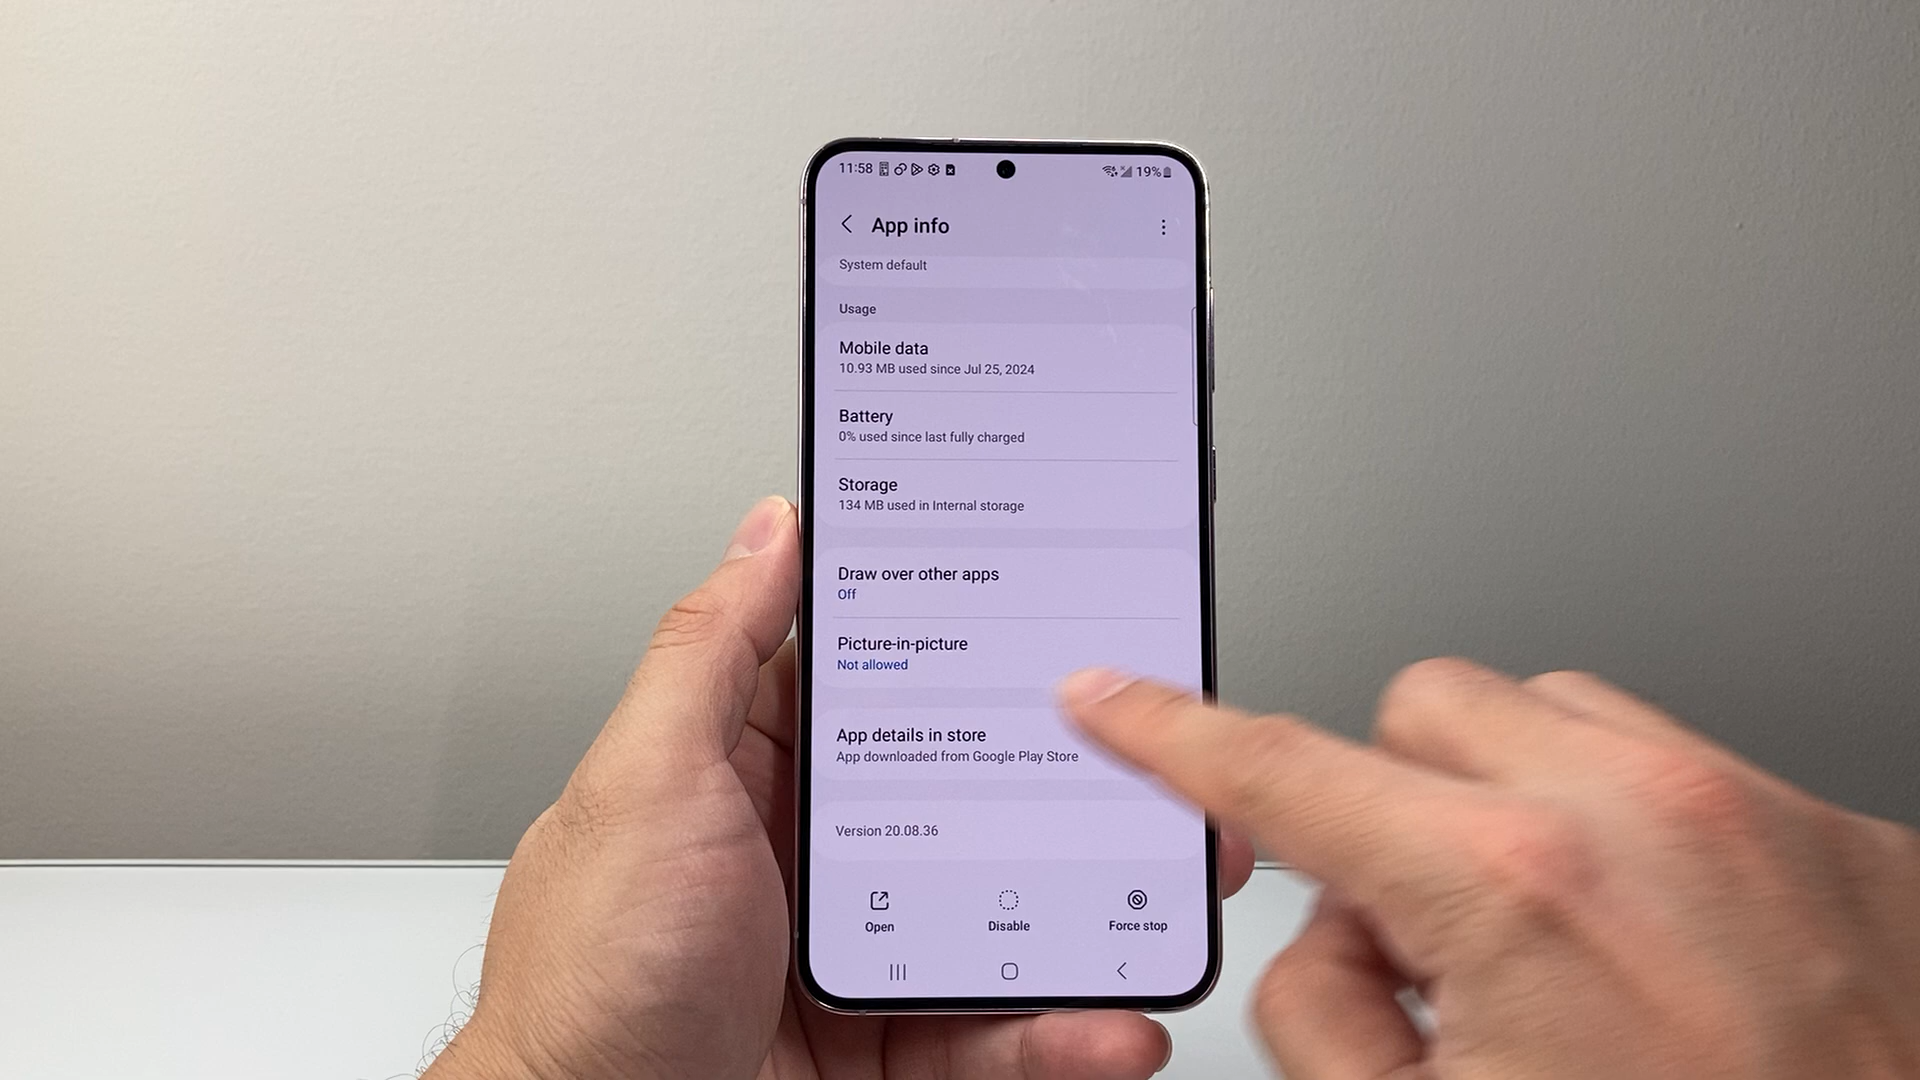 11:58 19%
App info
System default
Usage
Mobile data
10.93 MB used since Jul 25, 2024
Battery
0% used since last fully charged
Storage
134 MB used in Internal storage
Draw over other apps
Off
Picture-in-picture
Not allowed
App details in store
App downloaded from Google Play Store
Version 20.08.36
Open Disable Force stop